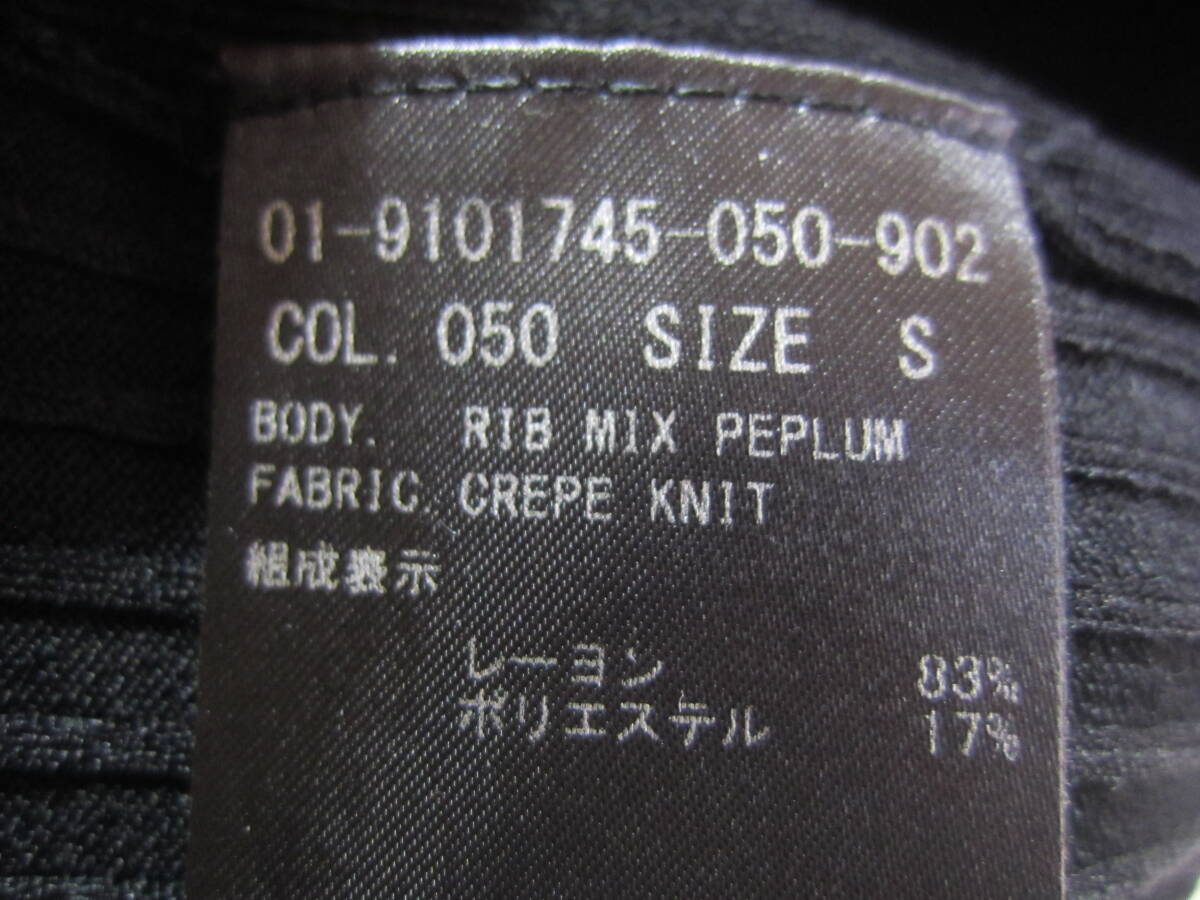 01-9101745-050-902
COL. 050 SIZE S
BODY. RIB MIX PEPLUM
FABRIC. CREPE KNIT
組成表示
レーヨン 83%
ポリエステル 17%